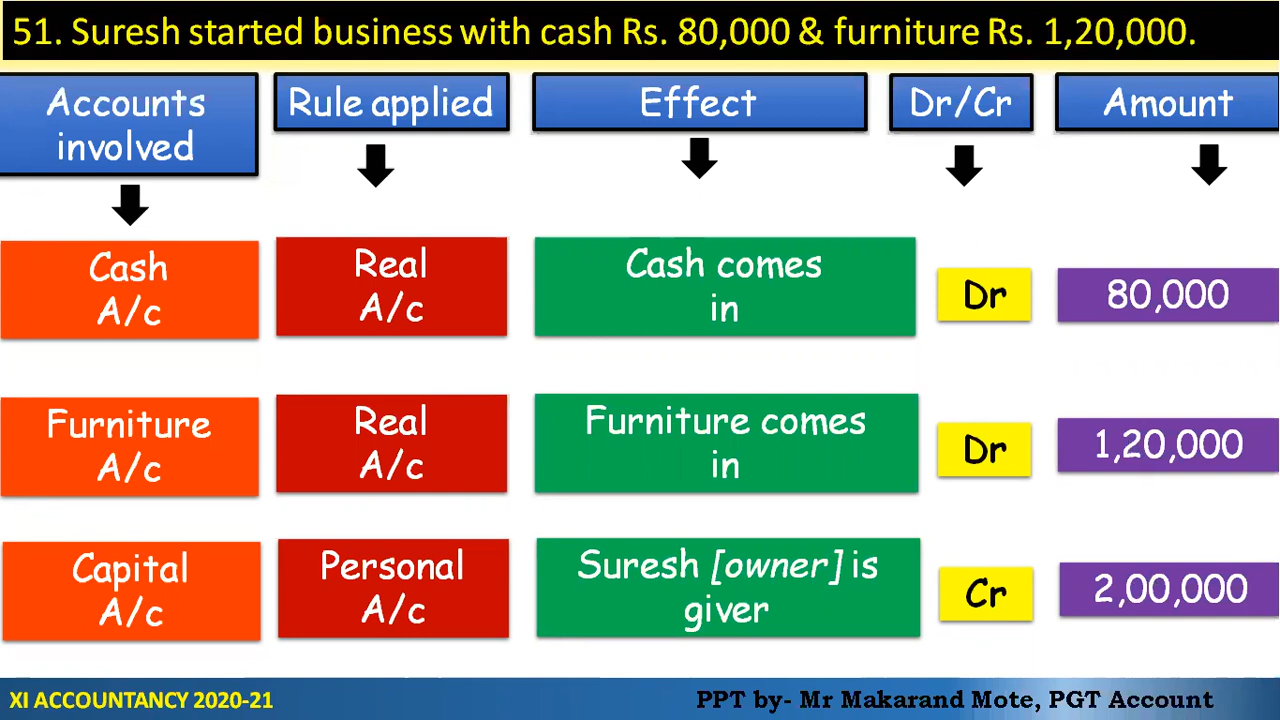 51. Suresh started business with cash Rs. 80,000 & furniture Rs. 1,20,000.
Accounts
involved
Rule applied
Effect
Dr/Cr
Amount
Cash
A/c
Real
A/c
Cash comes
in
Dr
80,000
Furniture
A/c
Real
A/c
Furniture comes
in
Dr
1,20,000
Capital
A/c
Personal
A/c
Suresh [owner] is
giver
Cr
2,00,000
XI ACCOUNTANCY 2020-21
PPT by- Mr Makarand Mote, PGT Account